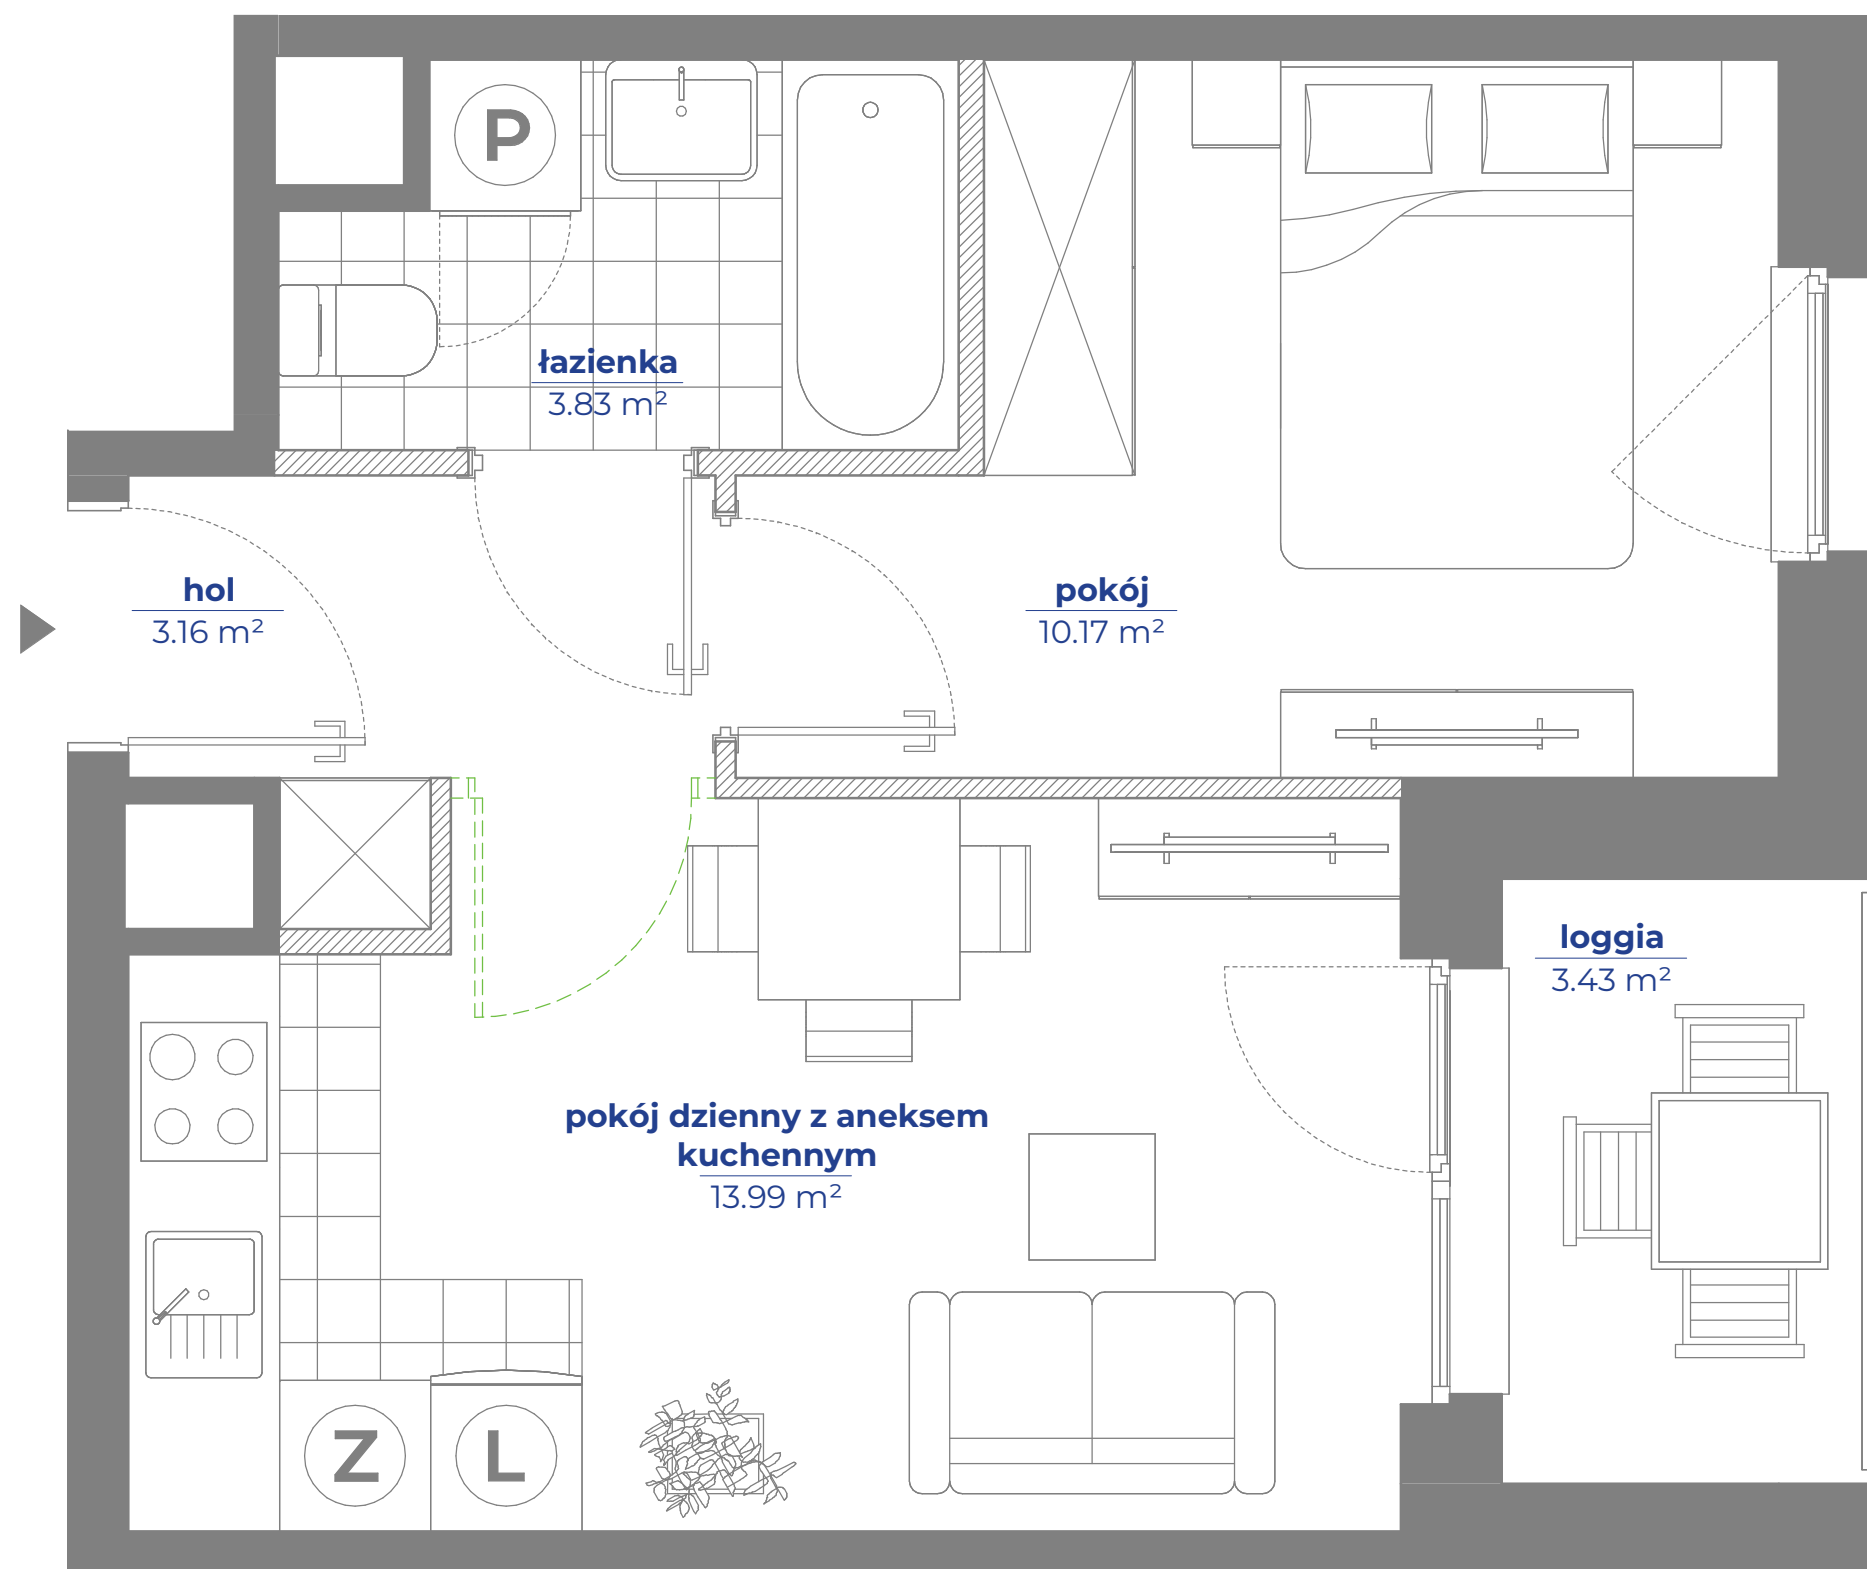 P
łazienka
3.83 m²
hol
3.16 m²
pokój
10.17 m²
loggia
3.43 m²
pokój dzienny z aneksem
kuchennym
13.99 m²
Z
L